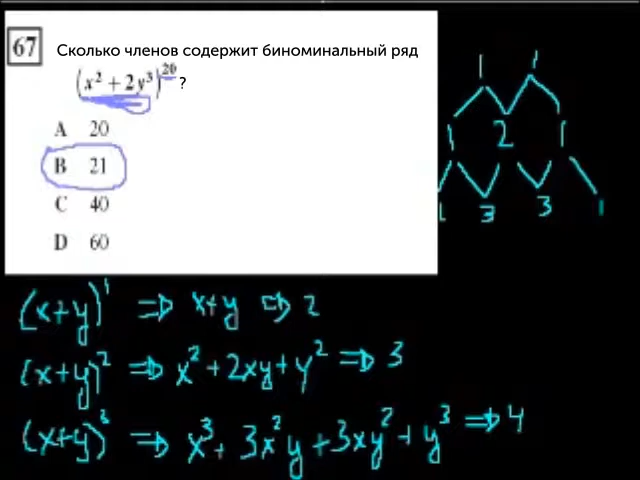 67 Сколько членов содержит биноминальный ряд
(x² + 2y³)²⁰ ?
A 20
B 21
C 40
D 60
1 1
1 2 1
1 3 3 1
(x+y)¹ ⇒ x+y ⇒ 2
(x+y)² ⇒ x² + 2xy + y² ⇒ 3
(x+y)³ ⇒ x³ + 3x²y + 3xy² + y³ ⇒ 4